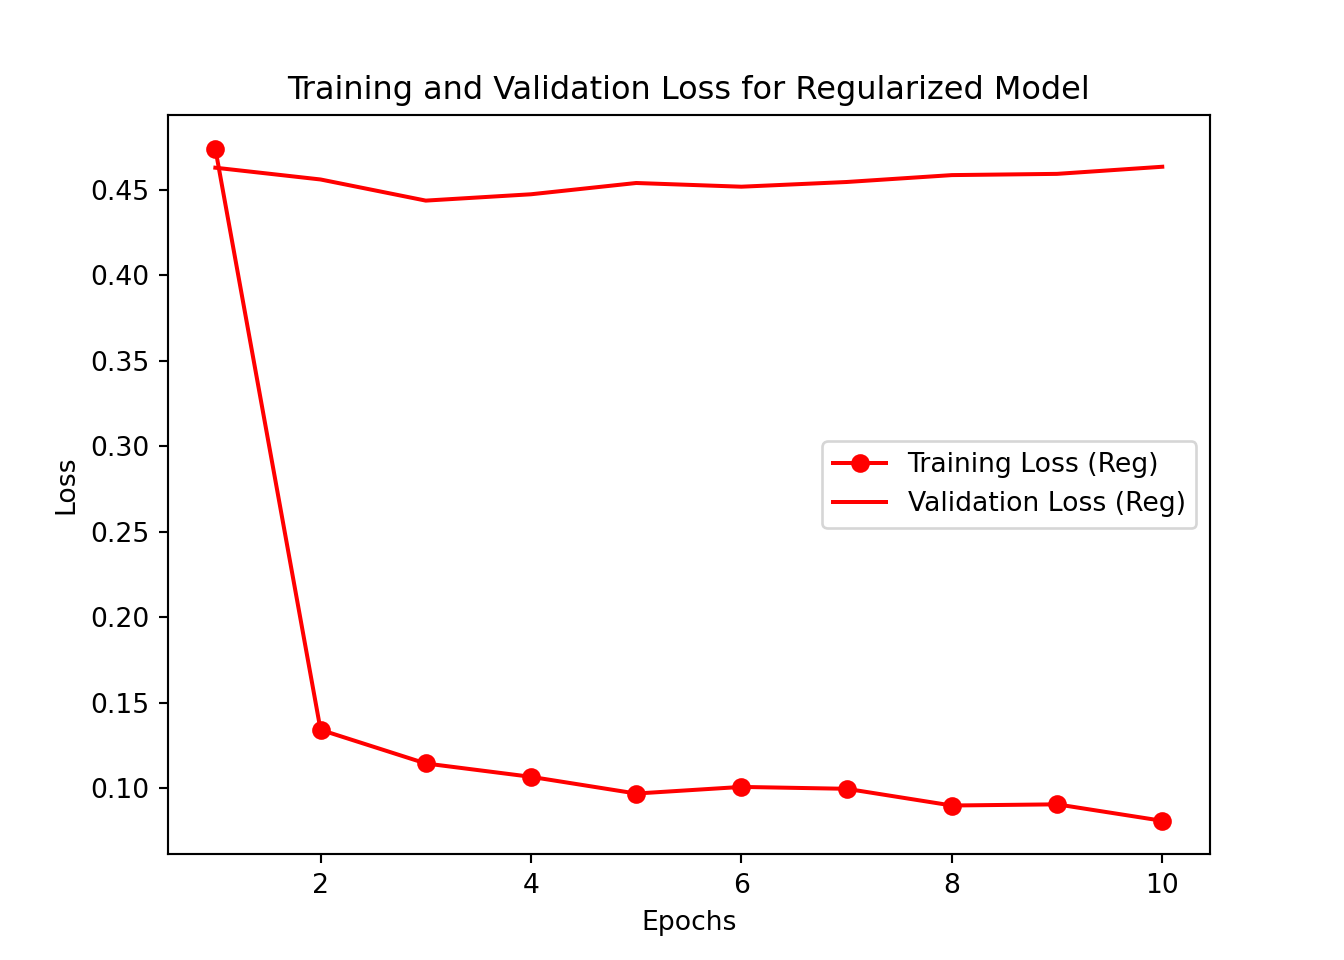 Training and Validation Loss for Regularized Model
0.45
0.40
0.35
0.30
0.25
0.20
0.15
0.10
Loss
Training Loss (Reg)
Validation Loss (Reg)
2 4 6 8 10
Epochs